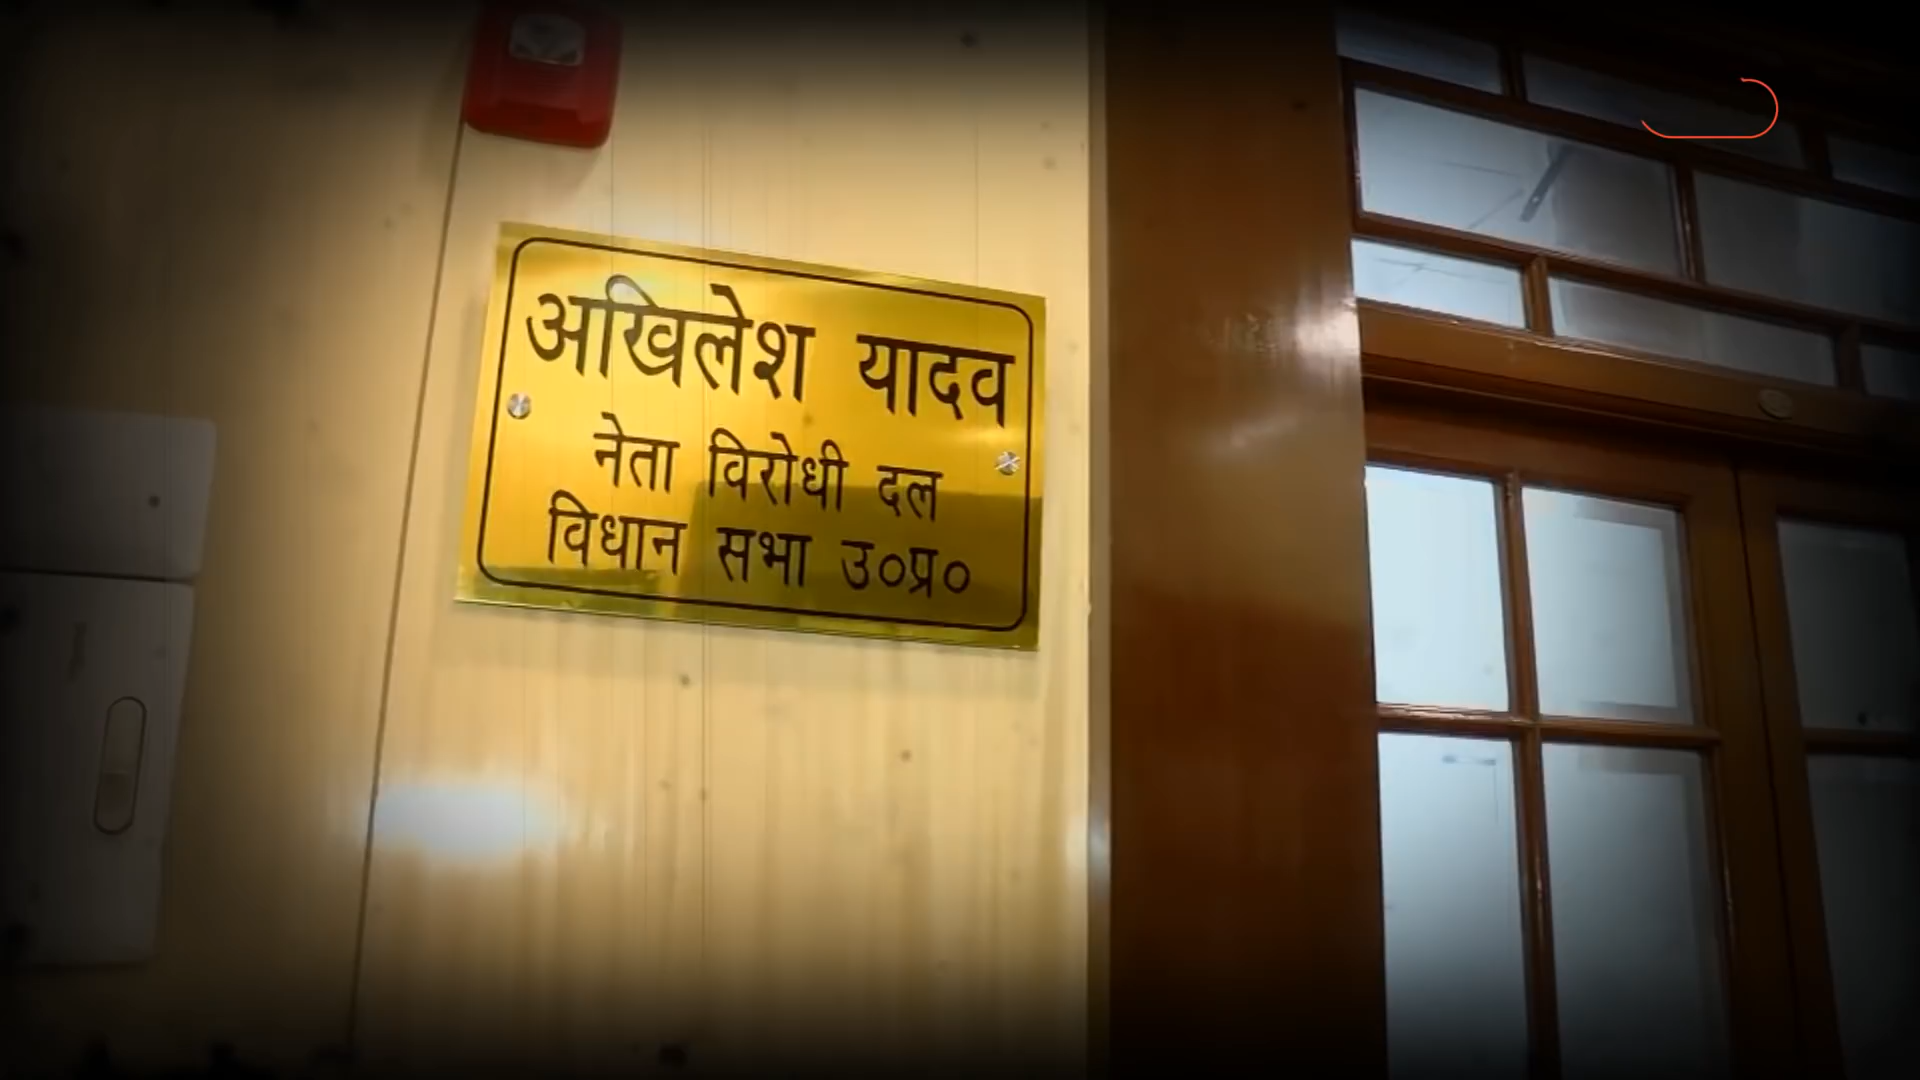 अखिलेश यादव
नेता विरोधी दल
विधान सभा उ०प्र०